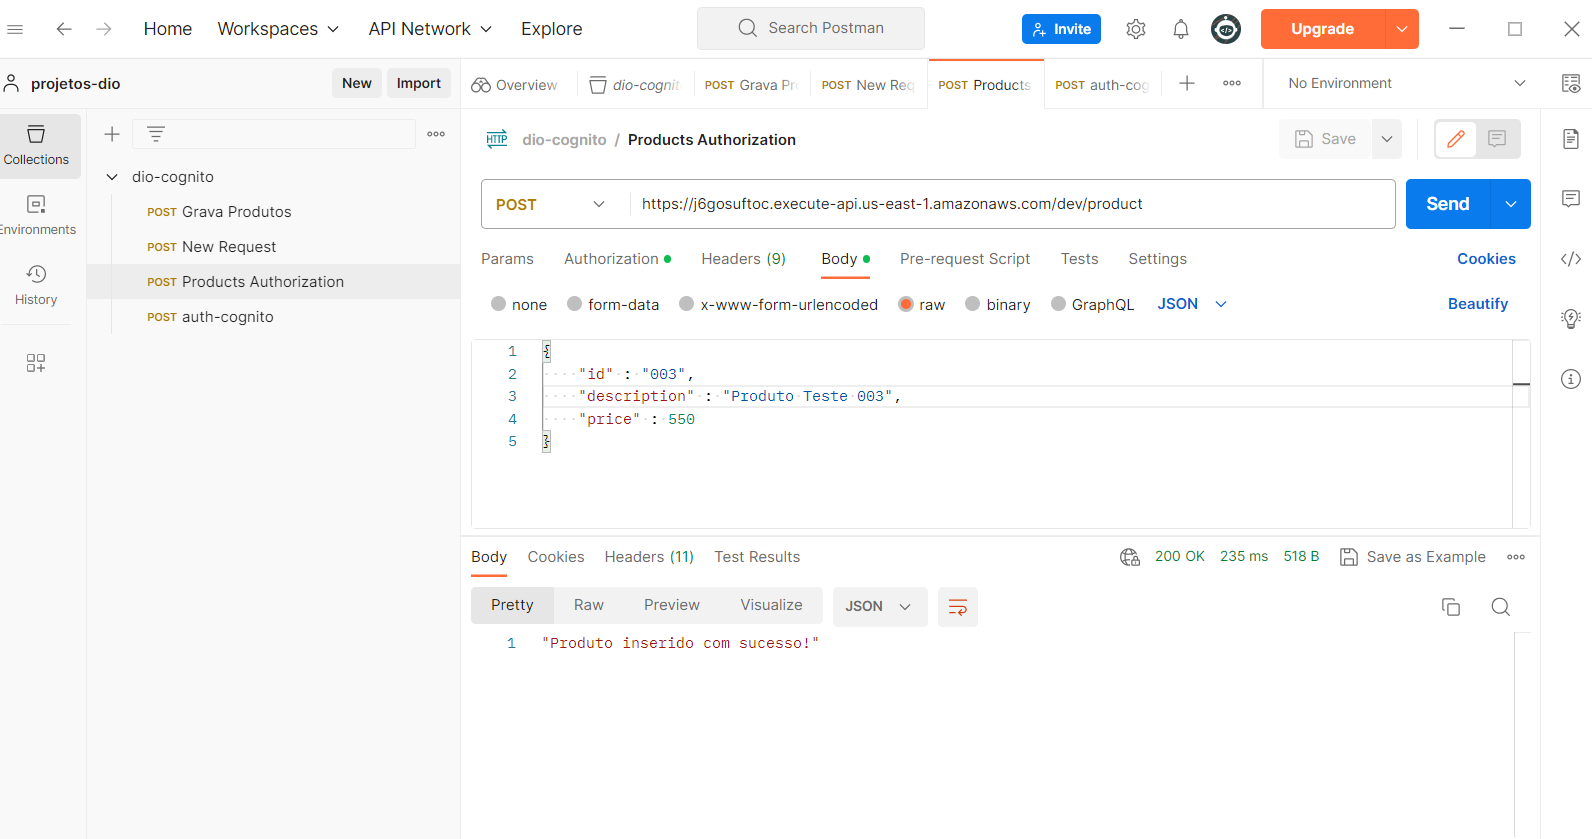 Home Workspaces API Network Explore Search Postman Invite Upgrade
projetos-dio New Import Overview dio-cognit POST Grava Pr POST New Req POST Products POST auth-cog No Environment
Collections
Environments
History
dio-cognito
POST Grava Produtos
POST New Request
POST Products Authorization
POST auth-cognito
HTTP dio-cognito / Products Authorization Save
POST https://j6gosuftoc.execute-api.us-east-1.amazonaws.com/dev/product Send
Params Authorization Headers (9) Body Pre-request Script Tests Settings Cookies
none form-data x-www-form-urlencoded raw binary GraphQL JSON Beautify
1 {
2 "id" : "003",
3 "description" : "Produto Teste 003",
4 "price" : 550
5 }
Body Cookies Headers (11) Test Results 200 OK 235 ms 518 B Save as Example
Pretty Raw Preview Visualize JSON
1 "Produto inserido com sucesso!"